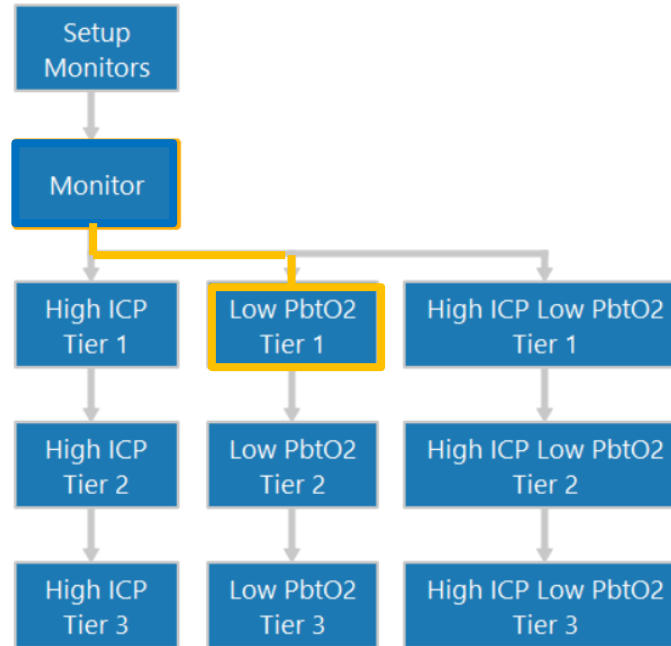 Setup
Monitors
Monitor
High ICP
Tier 1
Low PbtO2
Tier 1
High ICP Low PbtO2
Tier 1
High ICP
Tier 2
Low PbtO2
Tier 2
High ICP Low PbtO2
Tier 2
High ICP
Tier 3
Low PbtO2
Tier 3
High ICP Low PbtO2
Tier 3